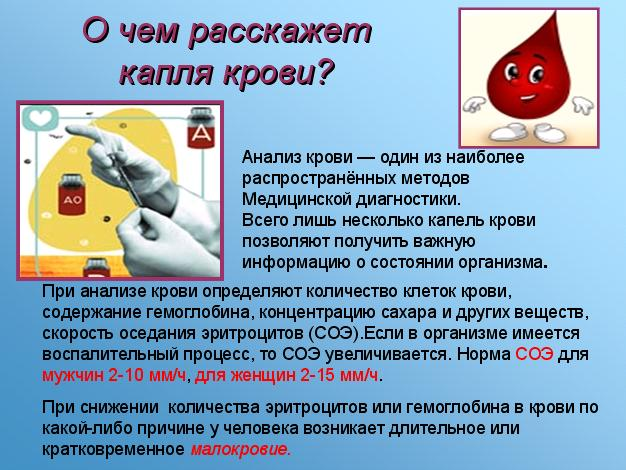 О чем расскажет
капля крови?
А
АО
Анализ крови — один из наиболее
распространённых методов
Медицинской диагностики.
Всего лишь несколько капель крови
позволяют получить важную
информацию о состоянии организма.
При анализе крови определяют количество клеток крови,
содержание гемоглобина, концентрацию сахара и других веществ,
скорость оседания эритроцитов (СОЭ).Если в организме имеется
воспалительный процесс, то СОЭ увеличивается. Норма СОЭ для
мужчин 2-10 мм/ч, для женщин 2-15 мм/ч.
При снижении количества эритроцитов или гемоглобина в крови по
какой-либо причине у человека возникает длительное или
кратковременное малокровие.